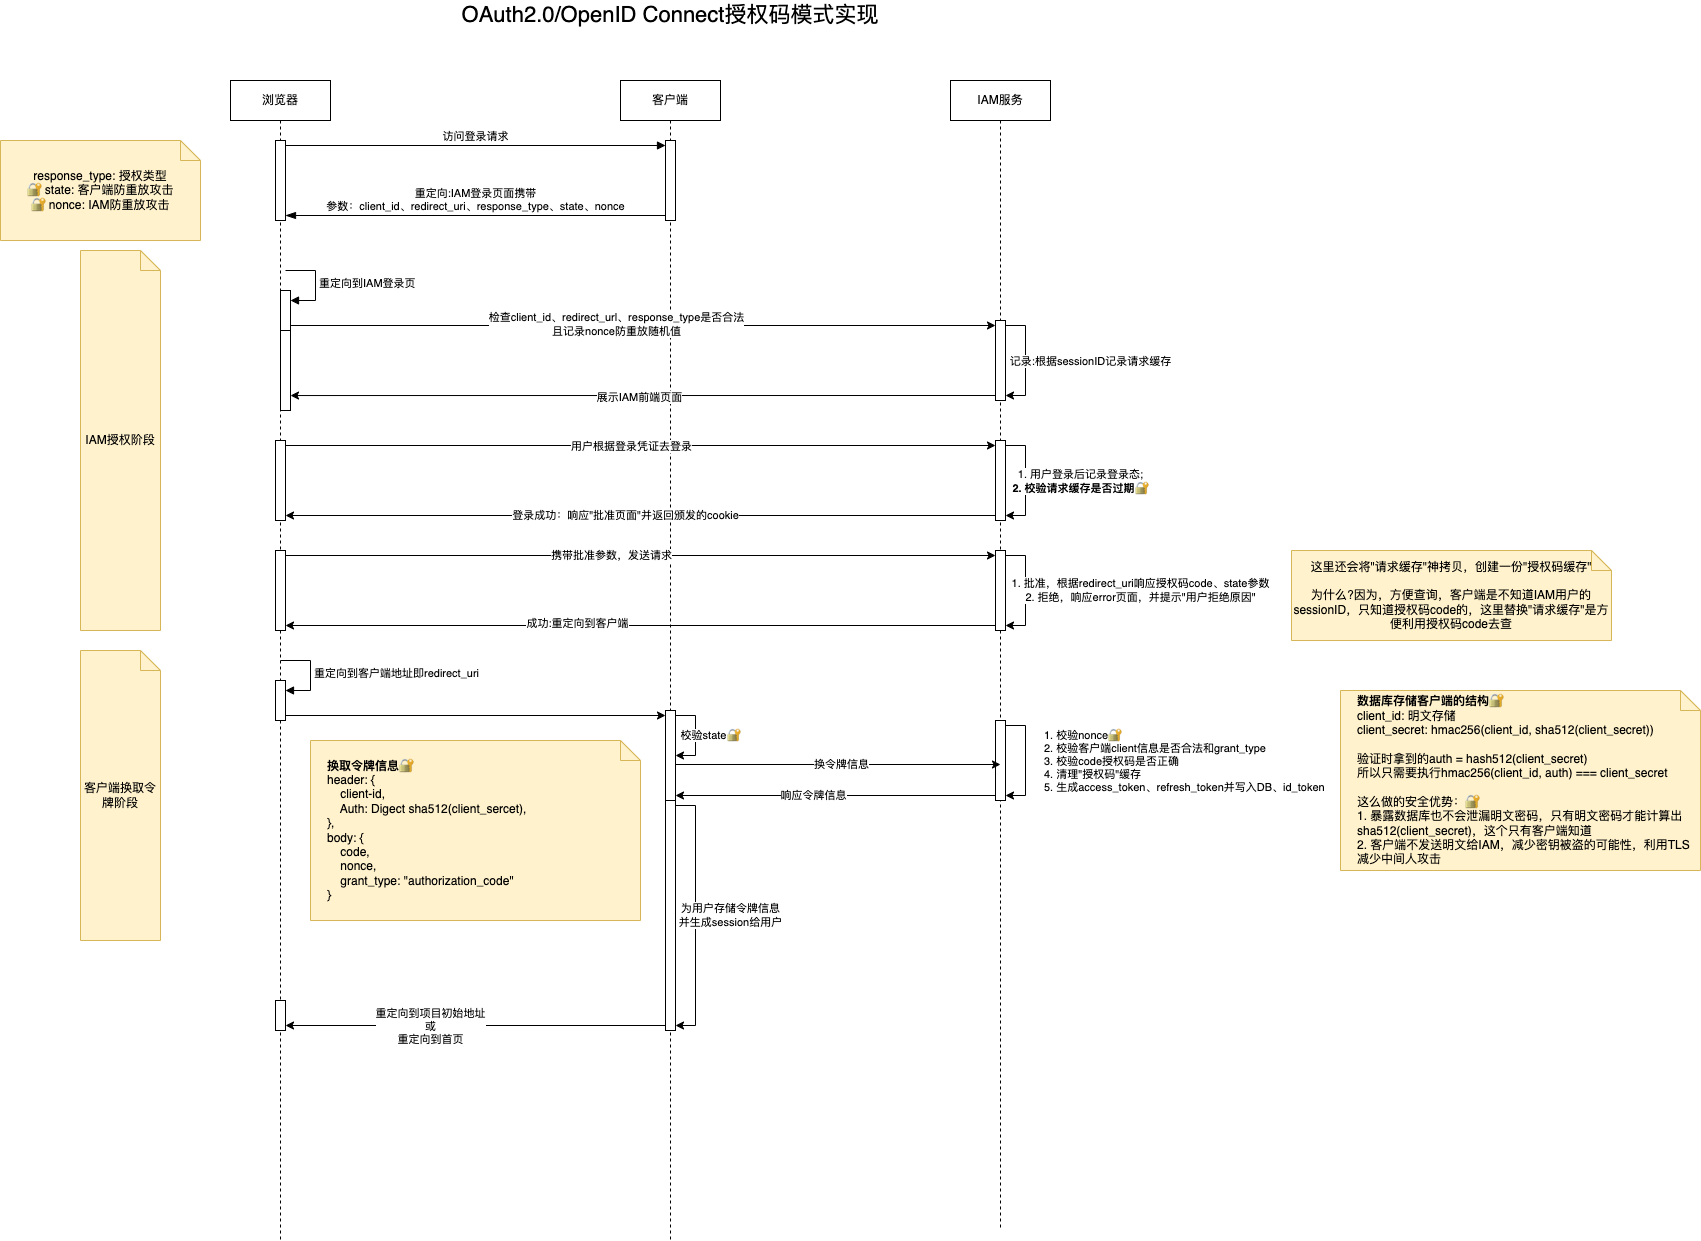 OAuth2.0/OpenID Connect授权码模式实现
浏览器
客户端
IAM服务
访问登录请求
response_type: 授权类型
🔐 state: 客户端防重放攻击
🔐 nonce: IAM防重放攻击
重定向:IAM登录页面携带
参数：client_id、redirect_uri、response_type、state、nonce
IAM授权阶段
重定向到IAM登录页
检查client_id、redirect_url、response_type是否合法
且记录nonce防重放随机值
记录:根据sessionID记录请求缓存
展示IAM前端页面
用户根据登录凭证去登录
1. 用户登录后记录登录态;
2. 校验请求缓存是否过期🔐
登录成功：响应"批准页面"并返回颁发的cookie
携带批准参数，发送请求
1. 批准，根据redirect_uri响应授权码code、state参数
2. 拒绝，响应error页面，并提示"用户拒绝原因"
成功:重定向到客户端
这里还会将"请求缓存"神拷贝，创建一份"授权码缓存"
为什么?因为，方便查询，客户端是不知道IAM用户的
sessionID，只知道授权码code的，这里替换"请求缓存"是方
便利用授权码code去查
客户端换取令
牌阶段
重定向到客户端地址即redirect_uri
校验state🔐
换令牌信息
响应令牌信息
1. 校验nonce🔐
2. 校验客户端client信息是否合法和grant_type
3. 校验code授权码是否正确
4. 清理"授权码"缓存
5. 生成access_token、refresh_token并写入DB、id_token
数据库存储客户端的结构🔐
client_id: 明文存储
client_secret: hmac256(client_id, sha512(client_secret))
验证时拿到的auth = hash512(client_secret)
所以只需要执行hmac256(client_id, auth) === client_secret
这么做的安全优势：🔐
1. 暴露数据库也不会泄漏明文密码，只有明文密码才能计算出
sha512(client_secret)，这个只有客户端知道
2. 客户端不发送明文给IAM，减少密钥被盗的可能性，利用TLS
减少中间人攻击
换取令牌信息🔐
header: {
client-id,
Auth: Digect sha512(client_sercet),
},
body: {
code,
nonce,
grant_type: "authorization_code"
}
为用户存储令牌信息
并生成session给用户
重定向到项目初始地址
或
重定向到首页